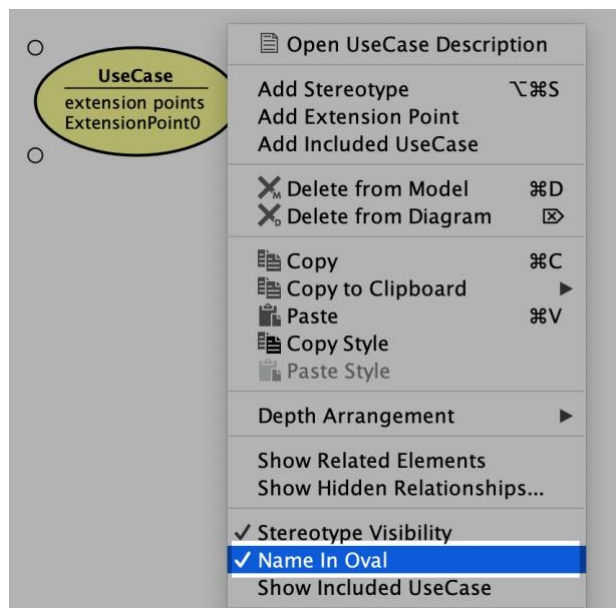 UseCase
extension points
ExtensionPoint0
Open UseCase Description
Add Stereotype ⌥⌘S
Add Extension Point
Add Included UseCase
Delete from Model ⌘D
Delete from Diagram ⌦
Copy ⌘C
Copy to Clipboard ▶
Paste ⌘V
Copy Style
Paste Style
Depth Arrangement ▶
Show Related Elements
Show Hidden Relationships...
✓ Stereotype Visibility
✓ Name In Oval
Show Included UseCase